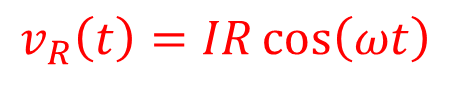 v_R(t) = IR cos(ωt)